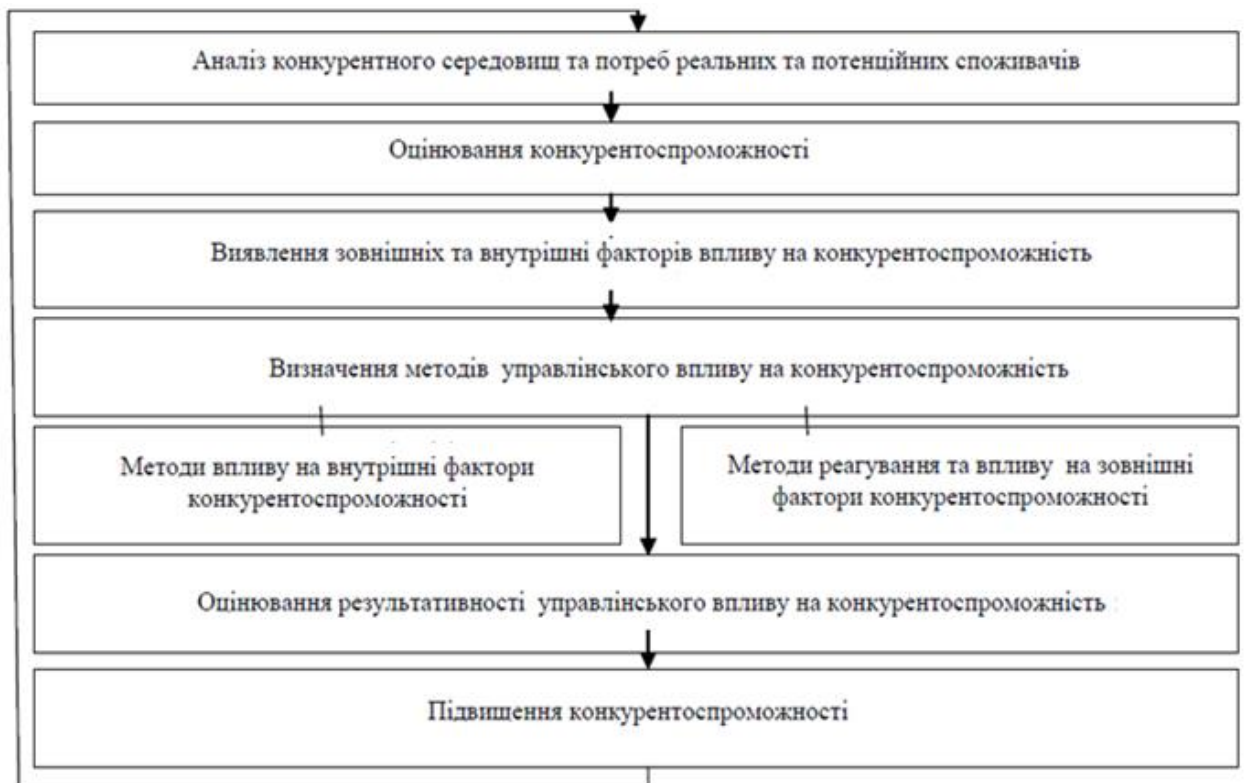 Аналіз конкурентного середовищ та потреб реальних та потенційних споживачів
Оцінювання конкурентоспроможності
Виявлення зовнішніх та внутрішні факторів впливу на конкурентоспроможність
Визначення методів управлінського впливу на конкурентоспроможність
Методи впливу на внутрішні фактори
конкурентоспроможності
Методи реагування та впливу на зовнішні
фактори конкурентоспроможності
Оцінювання результативності управлінського впливу на конкурентоспроможність
Підвищення конкурентоспроможності